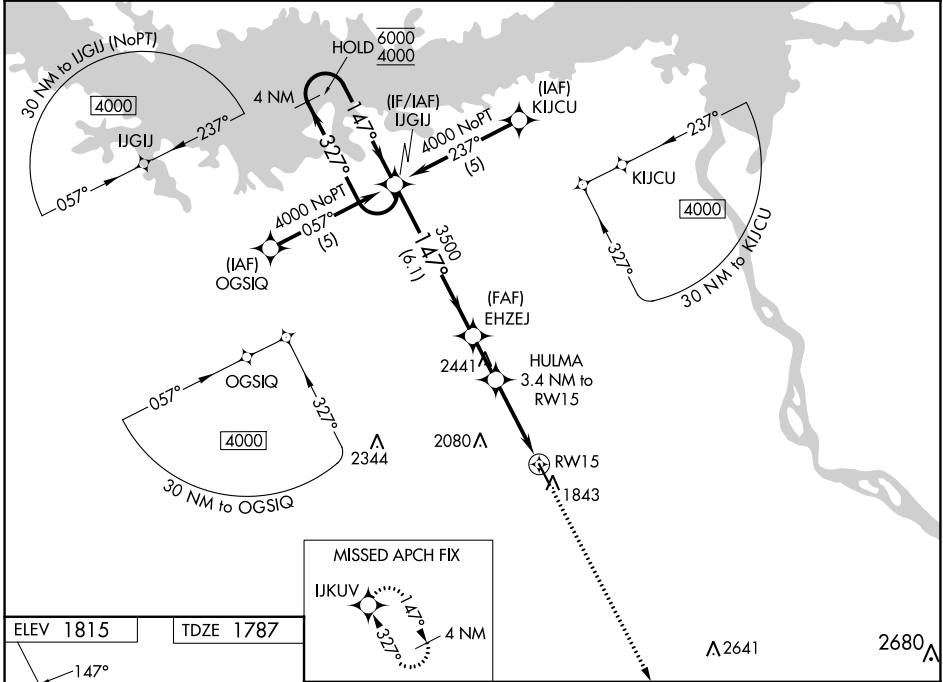 30 NM to IJGIJ (NoPT)
4000
IJGIJ
237°
057°
HOLD
6000
4000
4 NM
147°
327°
(IF/IAF)
IJGIJ
(IAF)
KIJCU
4000 NoPT
237°
(5)
4000 NoPT
057°
(5)
(IAF)
OGSIQ
237°
KIJCU
4000
327°
30 NM to KIJCU
3500
147°
(6.1)
(FAF)
EHZEJ
2441
HULMA
3.4 NM to
RW15
OGSIQ
057°
327°
4000
30 NM to OGSIQ
2344
2080
RW15
1843
MISSED APCH FIX
IJKUV
147°
327°
4 NM
2641
2680
ELEV 1815
TDZE 1787
147°